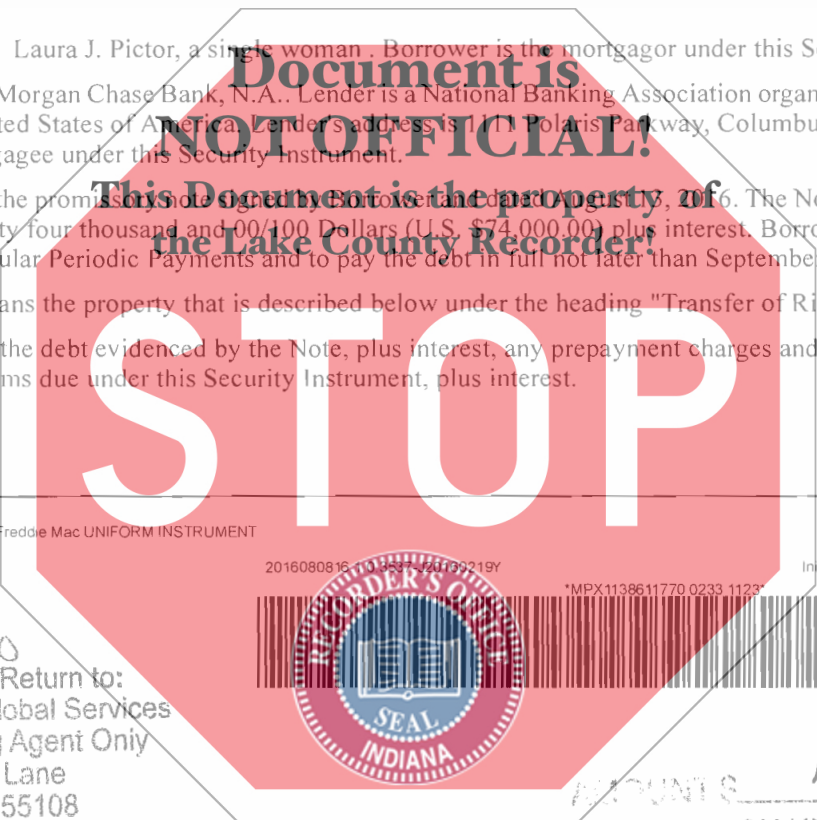 Laura J. Pictor, a single woman . Borrower is the mortgagor under this S
Document is
Morgan Chase Bank, N.A.. Lender is a National Banking Association organ
NOT OFFICIAL!
ted States of America. Lender's address is 1111 Polaris Parkway, Columbu
agee under this Security Instrument.
This Document is the property of
the promissory note signed by Borrower and dated August 6. The No
ty four thousand and 00/100 Dollars (U.S. $74,000.00) plus interest. Borro
the Lake County Recorder!
ular Periodic Payments and to pay the debt in full not later than September
ans the property that is described below under the heading "Transfer of Ri
the debt evidenced by the Note, plus interest, any prepayment charges and
ms due under this Security Instrument, plus interest.
STOP
Freddie Mac UNIFORM INSTRUMENT
*MPX1138611770 0233 1123*
RECORDER'S OFFICE
SEAL
INDIANA
Return to:
lobal Services
Agent Only
Lane
55108
AMOUNT $